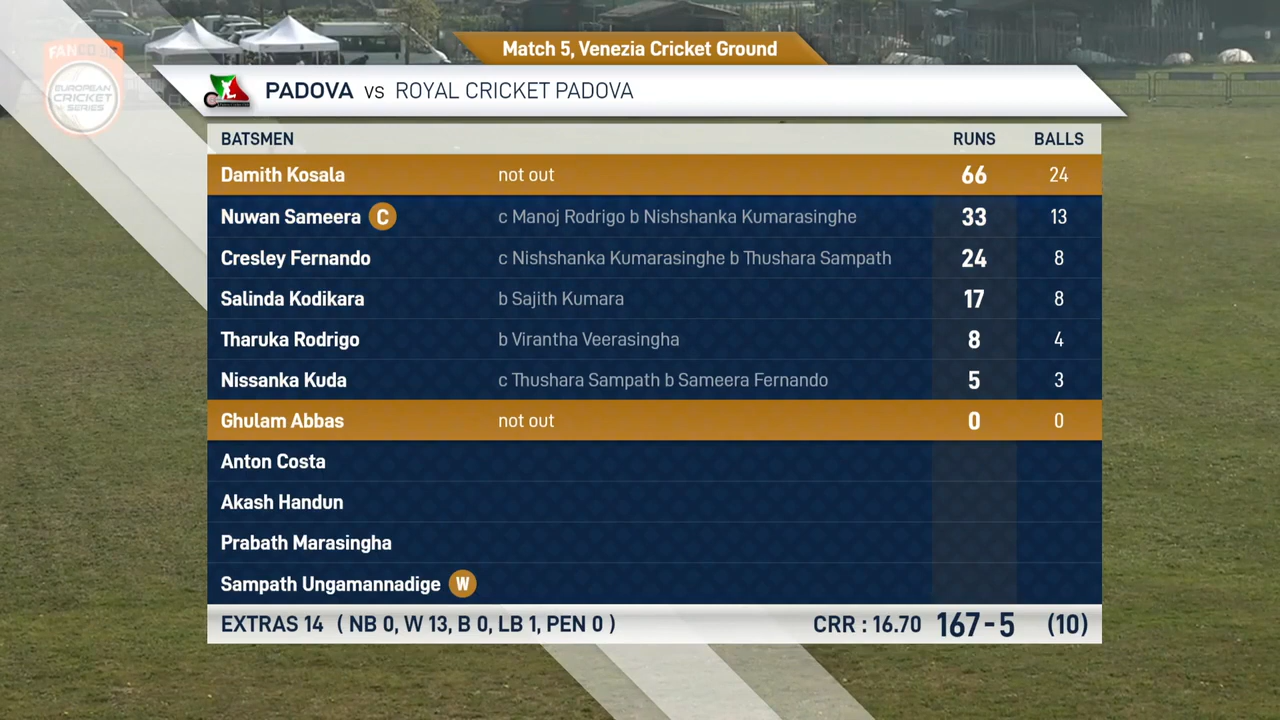 Match 5, Venezia Cricket Ground
FANCODE
EUROPEAN
CRICKET
SERIES
PADOVA vs ROYAL CRICKET PADOVA
BATSMEN RUNS BALLS
Damith Kosala not out 66 24
Nuwan Sameera C c Manoj Rodrigo b Nishshanka Kumarasinghe 33 13
Cresley Fernando c Nishshanka Kumarasinghe b Thushara Sampath 24 8
Salinda Kodikara b Sajith Kumara 17 8
Tharuka Rodrigo b Virantha Veerasingha 8 4
Nissanka Kuda c Thushara Sampath b Sameera Fernando 5 3
Ghulam Abbas not out 0 0
Anton Costa
Akash Handun
Prabath Marasingha
Sampath Ungamannadige W
EXTRAS 14 ( NB 0, W 13, B 0, LB 1, PEN 0 ) CRR : 16.70 167-5 (10)